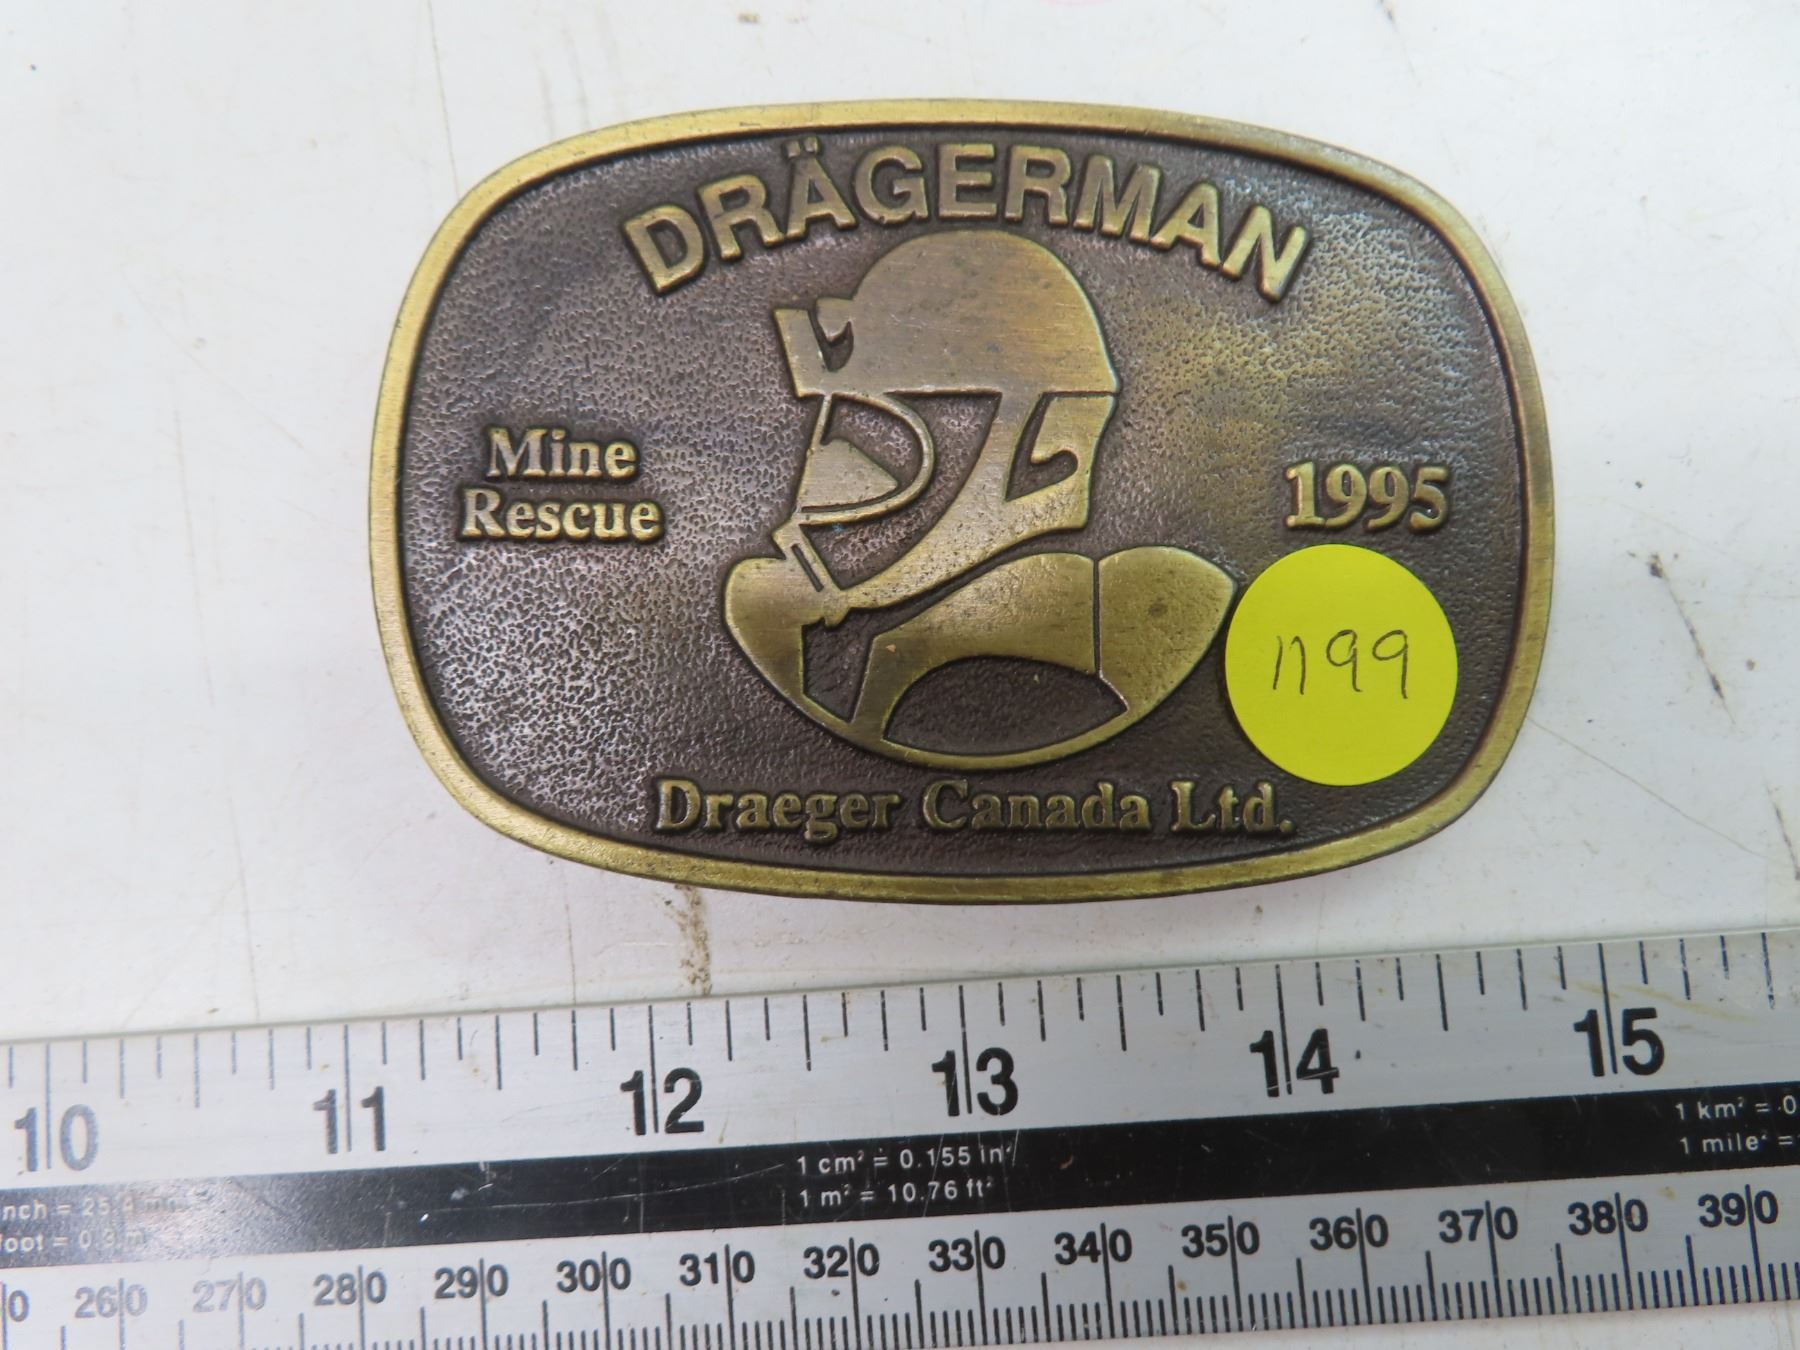 DRÄGERMAN
Mine
Rescue
1995
n99
Draeger Canada Ltd.
10 11 12 13 14 15
1 cm² = 0.155 in²
1 m² = 10.76 ft²
1 km² = 0
1 mile² =
nch = 25.4
foot = 0.3 m
0 260 270 280 290 300 310 320 330 340 350 360 370 380 390